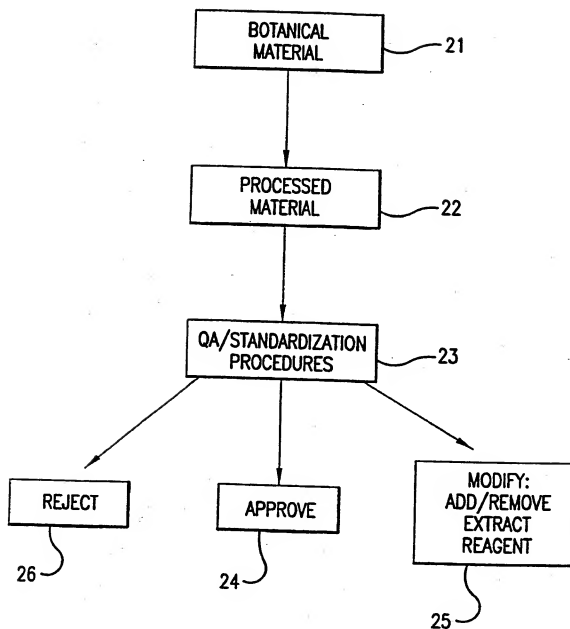 BOTANICAL
MATERIAL
21
PROCESSED
MATERIAL
22
QA/STANDARDIZATION
PROCEDURES
23
REJECT
26
APPROVE
24
MODIFY:
ADD/REMOVE
EXTRACT
REAGENT
25